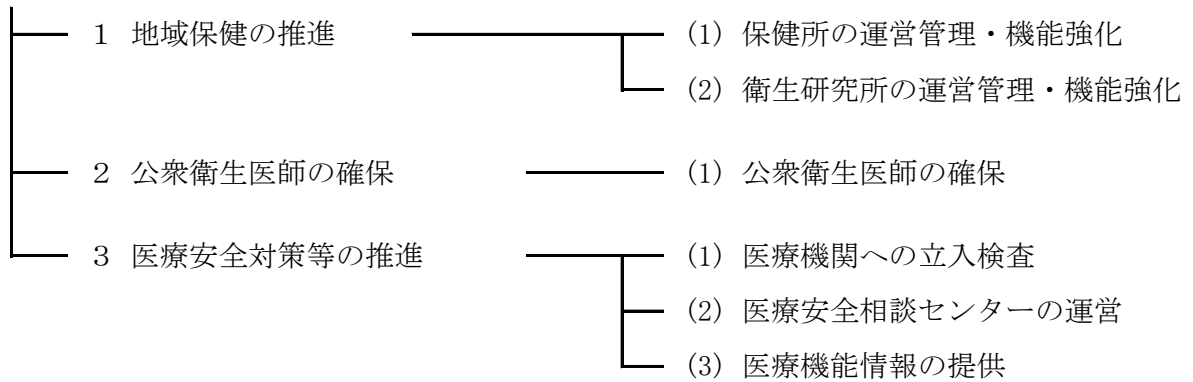 1 地域保健の推進 (1) 保健所の運営管理・機能強化
(2) 衛生研究所の運営管理・機能強化
2 公衆衛生医師の確保 (1) 公衆衛生医師の確保
3 医療安全対策等の推進 (1) 医療機関への立入検査
(2) 医療安全相談センターの運営
(3) 医療機能情報の提供